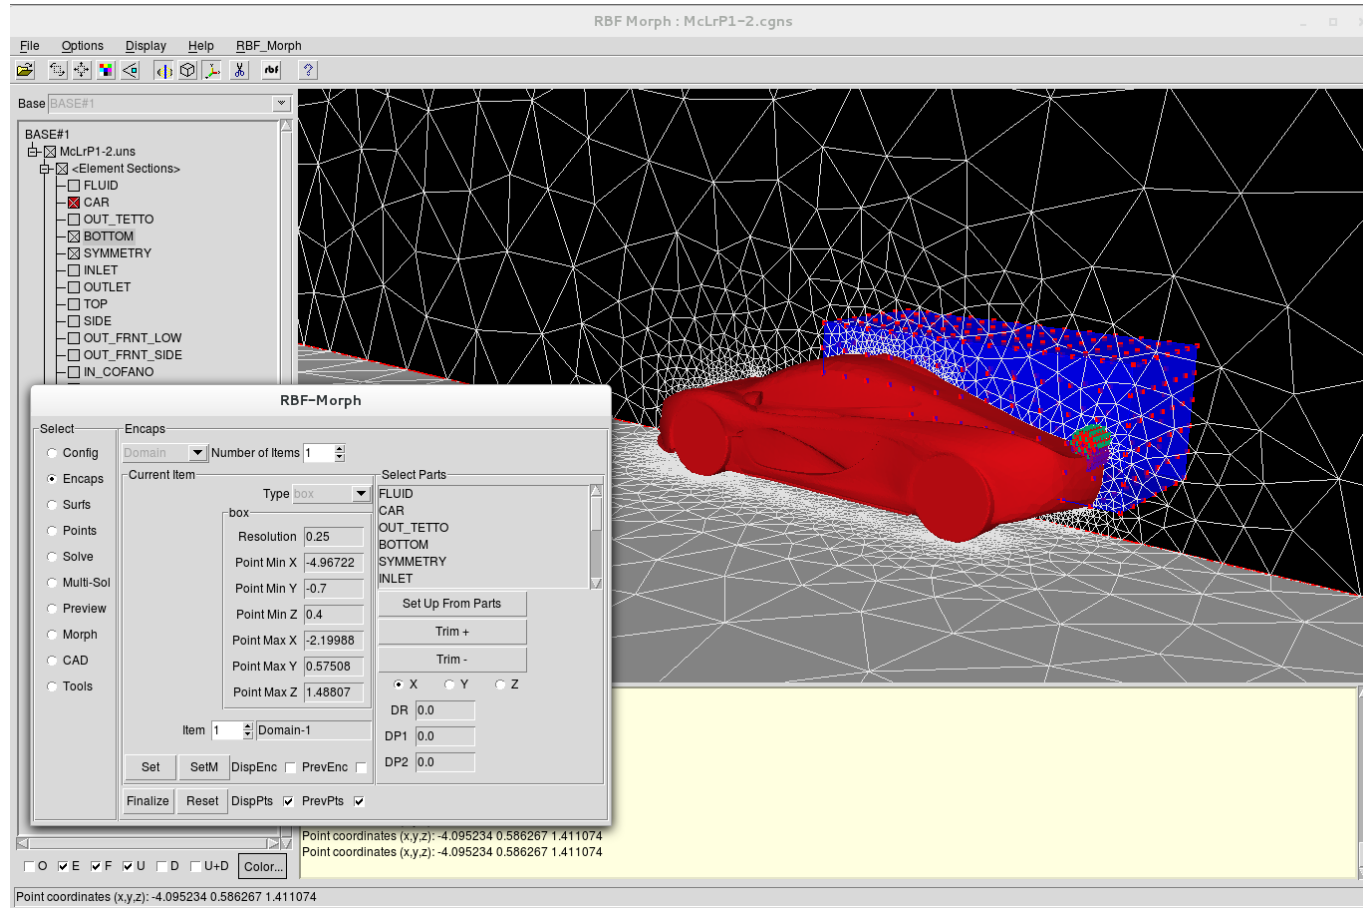 RBF Morph : McLrP1-2.cgns
File Options Display Help RBF_Morph
rbf ?
Base BASE#1
BASE#1
McLrP1-2.uns
<Element Sections>
FLUID
CAR
OUT_TETTO
BOTTOM
SYMMETRY
INLET
OUTLET
TOP
SIDE
OUT_FRNT_LOW
OUT_FRNT_SIDE
IN_COFANO
RBF-Morph
Select
Config
Encaps
Surfs
Points
Solve
Multi-Sol
Preview
Morph
CAD
Tools
Encaps
Domain Number of Items 1
Current Item
Type box
box
Resolution 0.25
Point Min X -4.96722
Point Min Y -0.7
Point Min Z 0.4
Point Max X -2.19988
Point Max Y 0.57508
Point Max Z 1.48807
Item 1 Domain-1
Set SetM DispEnc PrevEnc
Select Parts
FLUID
CAR
OUT_TETTO
BOTTOM
SYMMETRY
INLET
Set Up From Parts
Trim +
Trim -
X Y Z
DR 0.0
DP1 0.0
DP2 0.0
Finalize Reset DispPts PrevPts
Point coordinates (x,y,z): -4.095234 0.586267 1.411074
Point coordinates (x,y,z): -4.095234 0.586267 1.411074
O E F U D U+D Color...
Point coordinates (x,y,z): -4.095234 0.586267 1.411074